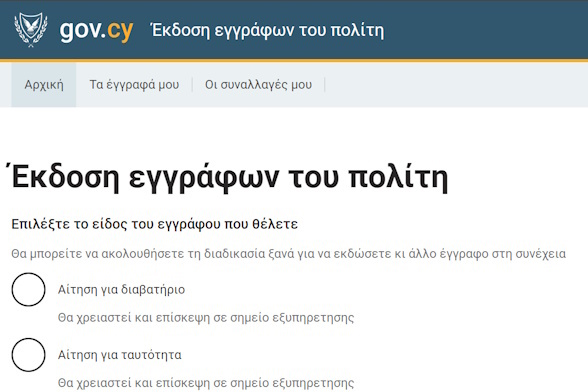 gov.cy Έκδοση εγγράφων του πολίτη
Αρχική Τα έγγραφά μου Οι συναλλαγές μου
Έκδοση εγγράφων του πολίτη
Επιλέξτε το είδος του εγγράφου που θέλετε
Θα μπορείτε να ακολουθήσετε τη διαδικασία ξανά για να εκδώσετε κι άλλο έγγραφο στη συνέχεια
Αίτηση για διαβατήριο
Θα χρειαστεί και επίσκεψη σε σημείο εξυπηρετησης
Αίτηση για ταυτότητα
Θα χρειαστεί και επίσκεψη σε σημείο εξυπηρετησης